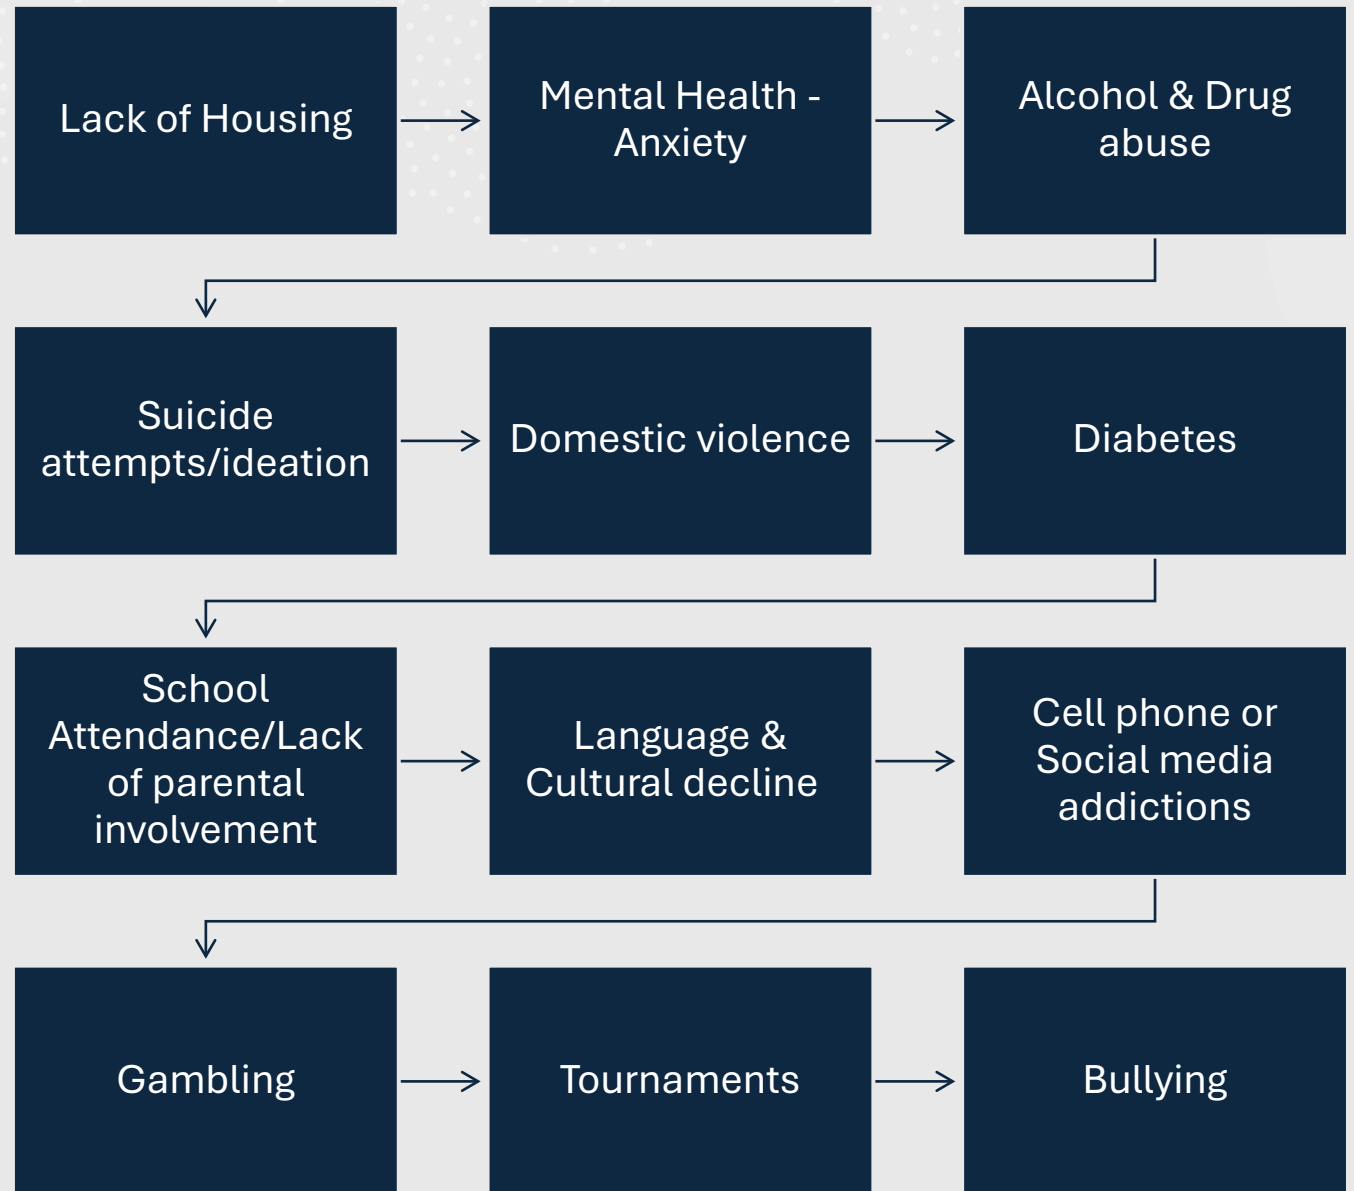 Lack of Housing
Mental Health -
Anxiety
Alcohol & Drug
abuse
Suicide
attempts/ideation
Domestic violence
Diabetes
School
Attendance/Lack
of parental
involvement
Language &
Cultural decline
Cell phone or
Social media
addictions
Gambling
Tournaments
Bullying